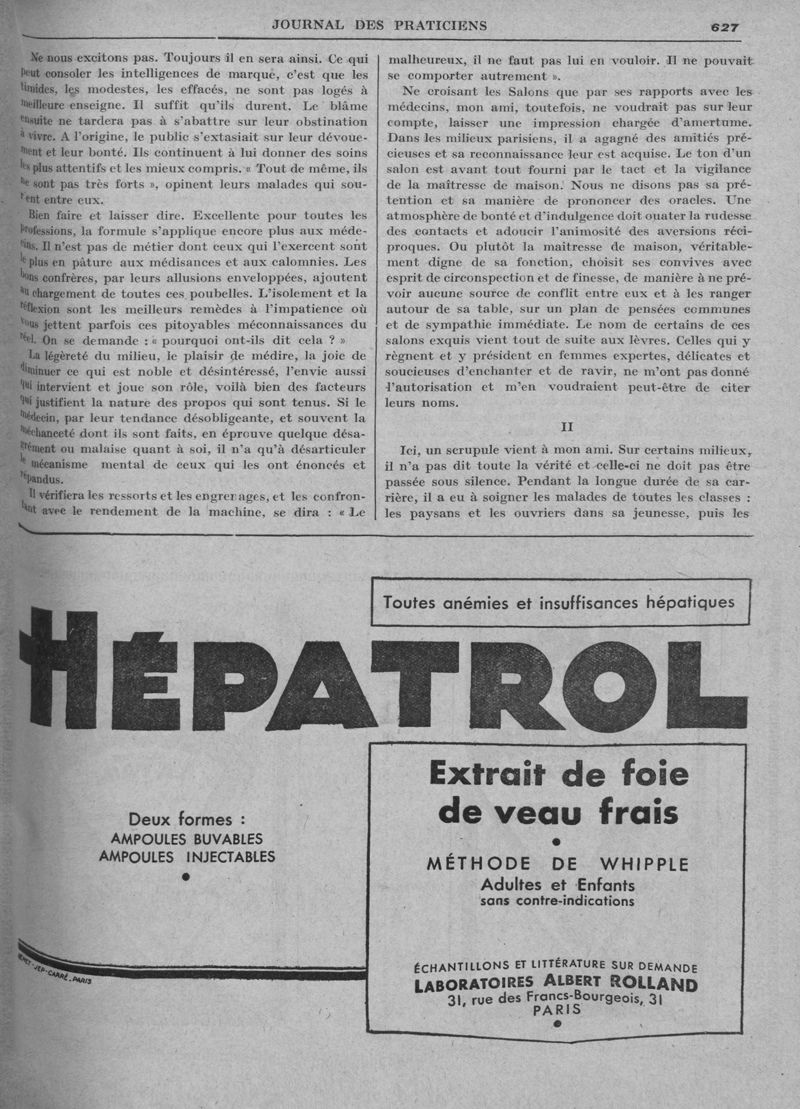 JOURNAL DES PRATICIENS 627
Ne nous excitons pas. Toujours il en sera ainsi. Ce qui
peut consoler les intelligences de marque, c'est que les
timides, les modestes, les effacés, ne sont pas logés à
meilleure enseigne. Il suffit qu'ils durent. Le blâme
ensuite ne tardera pas à s'abattre sur leur obstination
à vivre. A l'origine, le public s'extasiait sur leur dévoue-
ment et leur bonté. Ils continuent à lui donner des soins
les plus attentifs et les mieux compris. « Tout de même, ils
ne sont pas très forts », opinent leurs malades qui sou-
rient entre eux.
Bien faire et laisser dire. Excellente pour toutes les
professions, la formule s'applique encore plus aux méde-
cins. Il n'est pas de métier dont ceux qui l'exercent sont
le plus en pâture aux médisances et aux calomnies. Les
bons confrères, par leurs allusions enveloppées, ajoutent
au chargement de toutes ces poubelles. L'isolement et la
réflexion sont les meilleurs remèdes à l'impatience où
vous jettent parfois ces pitoyables méconnaissances du
réel. On se demande : « pourquoi ont-ils dit cela ? »
La légèreté du milieu, le plaisir de médire, la joie de
diminuer ce qui est noble et désintéressé, l'envie aussi
qui intervient et joue son rôle, voilà bien des facteurs
qui justifient la nature des propos qui sont tenus. Si le
médecin, par leur tendance désobligeante, et souvent la
méchanceté dont ils sont faits, en éprouve quelque désa-
grément ou malaise quant à soi, il n'a qu'à désarticuler
le mécanisme mental de ceux qui les ont énoncés et
répandus.
Il vérifiera les ressorts et les engrenages, et les confron-
tant avec le rendement de la machine, se dira : « Le
malheureux, il ne faut pas lui en vouloir. Il ne pouvait
se comporter autrement ».
Ne croisant les Salons que par ses rapports avec les
médecins, mon ami, toutefois, ne voudrait pas sur leur
compte, laisser une impression chargée d'amertume.
Dans les milieux parisiens, il a agagné des amitiés pré-
cieuses et sa reconnaissance leur est acquise. Le ton d'un
salon est avant tout fourni par le tact et la vigilance
de la maîtresse de maison. Nous ne disons pas sa pré-
tention et sa manière de prononcer des oracles. Une
atmosphère de bonté et d'indulgence doit ouater la rudesse
des contacts et adoucir l'animosité des aversions réci-
proques. Ou plutôt la maitresse de maison, véritable-
ment digne de sa fonction, choisit ses convives avec
esprit de circonspection et de finesse, de manière à ne pré-
voir aucune source de conflit entre eux et à les ranger
autour de sa table, sur un plan de pensées communes
et de sympathie immédiate. Le nom de certains de ces
salons exquis vient tout de suite aux lèvres. Celles qui y
règnent et y président en femmes expertes, délicates et
soucieuses d'enchanter et de ravir, ne m'ont pas donné
l'autorisation et m'en voudraient peut-être de citer
leurs noms.
II
Ici, un scrupule vient à mon ami. Sur certains milieux,
il n'a pas dit toute la vérité et celle-ci ne doit pas être
passée sous silence. Pendant la longue durée de sa car-
rière, il a eu à soigner les malades de toutes les classes :
les paysans et les ouvriers dans sa jeunesse, puis les
Toutes anémies et insuffisances hépatiques
HÉPATROL
Deux formes :
AMPOULES BUVABLES
AMPOULES INJECTABLES
Extrait de foie
de veau frais
MÉTHODE DE WHIPPLE
Adultes et Enfants
sans contre-indications
ÉCHANTILLONS ET LITTÉRATURE SUR DEMANDE
LABORATOIRES ALBERT ROLLAND
31, rue des Francs-Bourgeois, 31
PARIS
JEP-CARRÉ-PARIS